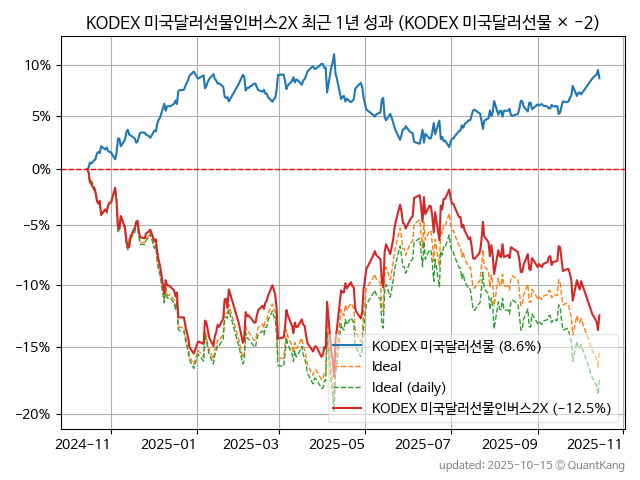 KODEX 미국달러선물인버스2X 최근 1년 성과 (KODEX 미국달러선물 × −2)
10%
5%
0%
−5%
−10%
−15%
−20%
KODEX 미국달러선물 (8.6%)
Ideal
Ideal (daily)
KODEX 미국달러선물인버스2X (−12.5%)
2024-11 2025-01 2025-03 2025-05 2025-07 2025-09 2025-11
updated: 2025-10-15 © QuantKang